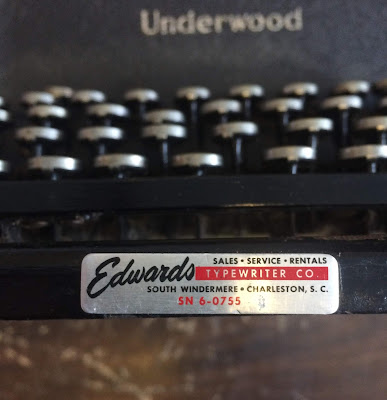 Underwood
Edwards
SALES • SERVICE • RENTALS
TYPEWRITER CO.
SOUTH WINDERMERE • CHARLESTON, S. C.
SN 6-0755